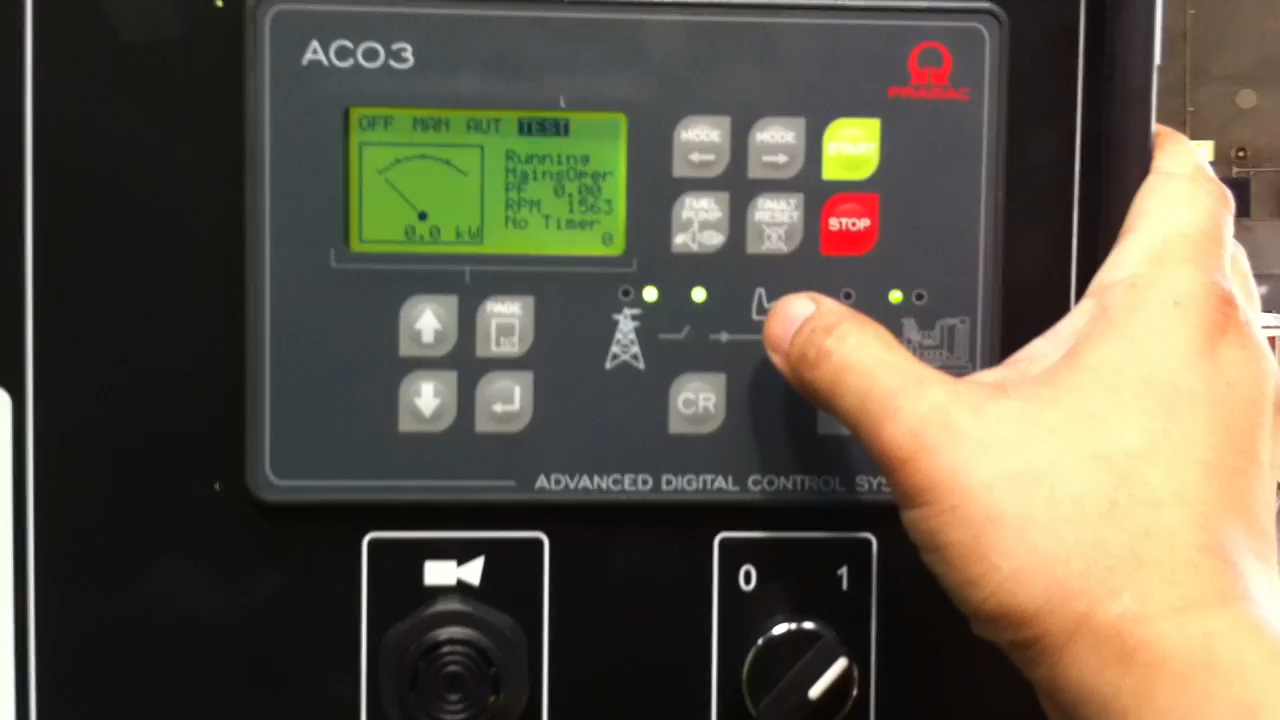 ACO3
PRAMAC
OFF MAN AUT TEST
Running
MainsOper
PF 0.00
RPM 1563
No Timer
0
0.0 kW
MODE
MODE
START
FUEL PUMP
FAULT RESET
STOP
PAGE
CR
ADVANCED DIGITAL CONTROL SYS
0 1